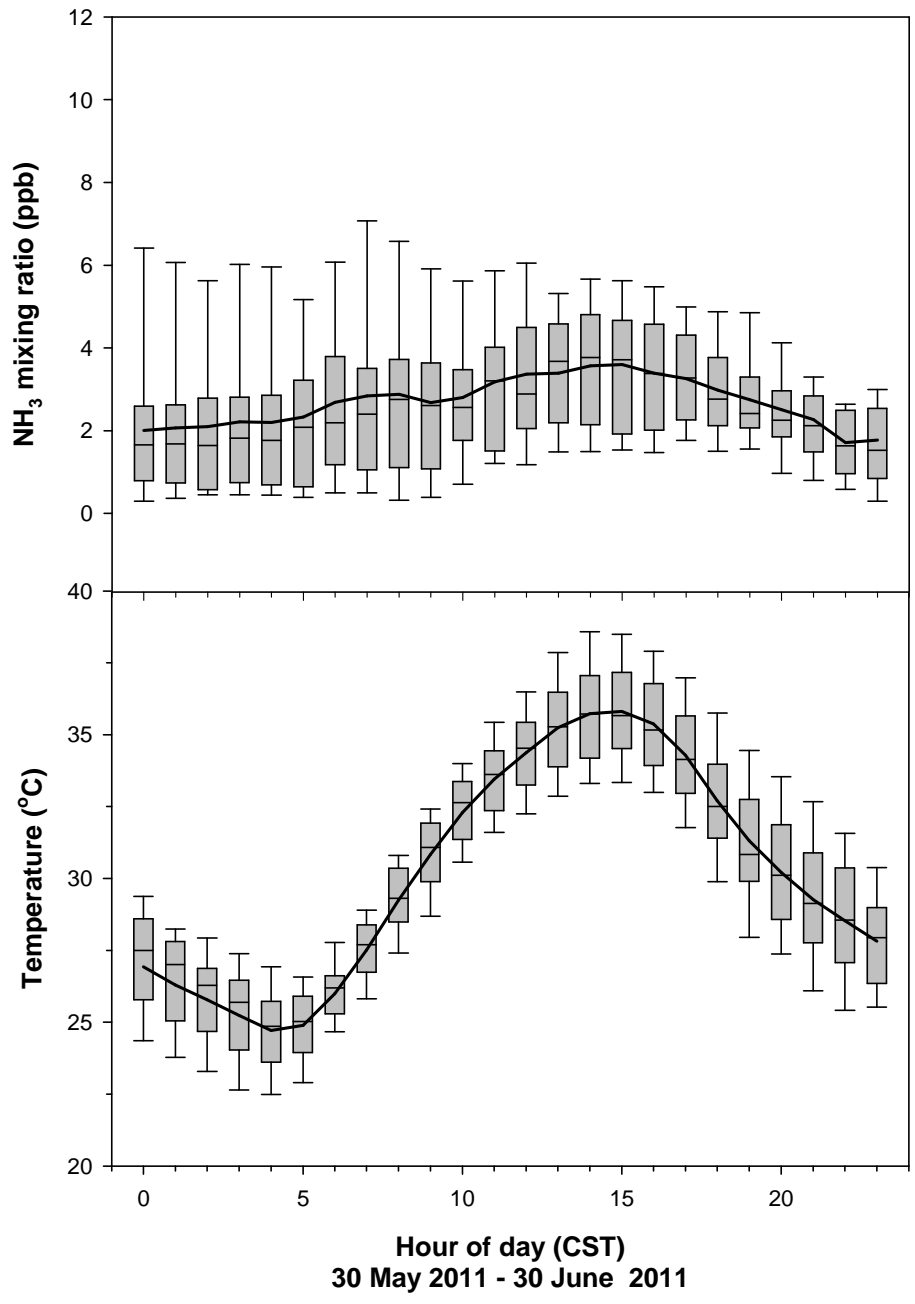 12
10
8
6
4
2
0
NH₃ mixing ratio (ppb)
40
35
30
25
20
Temperature (°C)
0 5 10 15 20
Hour of day (CST)
30 May 2011 - 30 June 2011